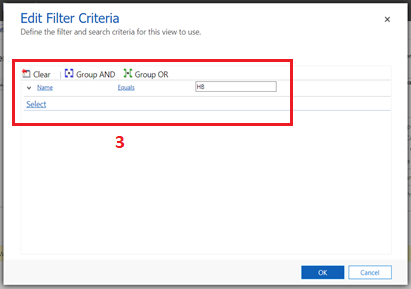 Edit Filter Criteria
Define the filter and search criteria for this view to use.
Clear Group AND Group OR
Name Equals HB
Select
3
OK Cancel